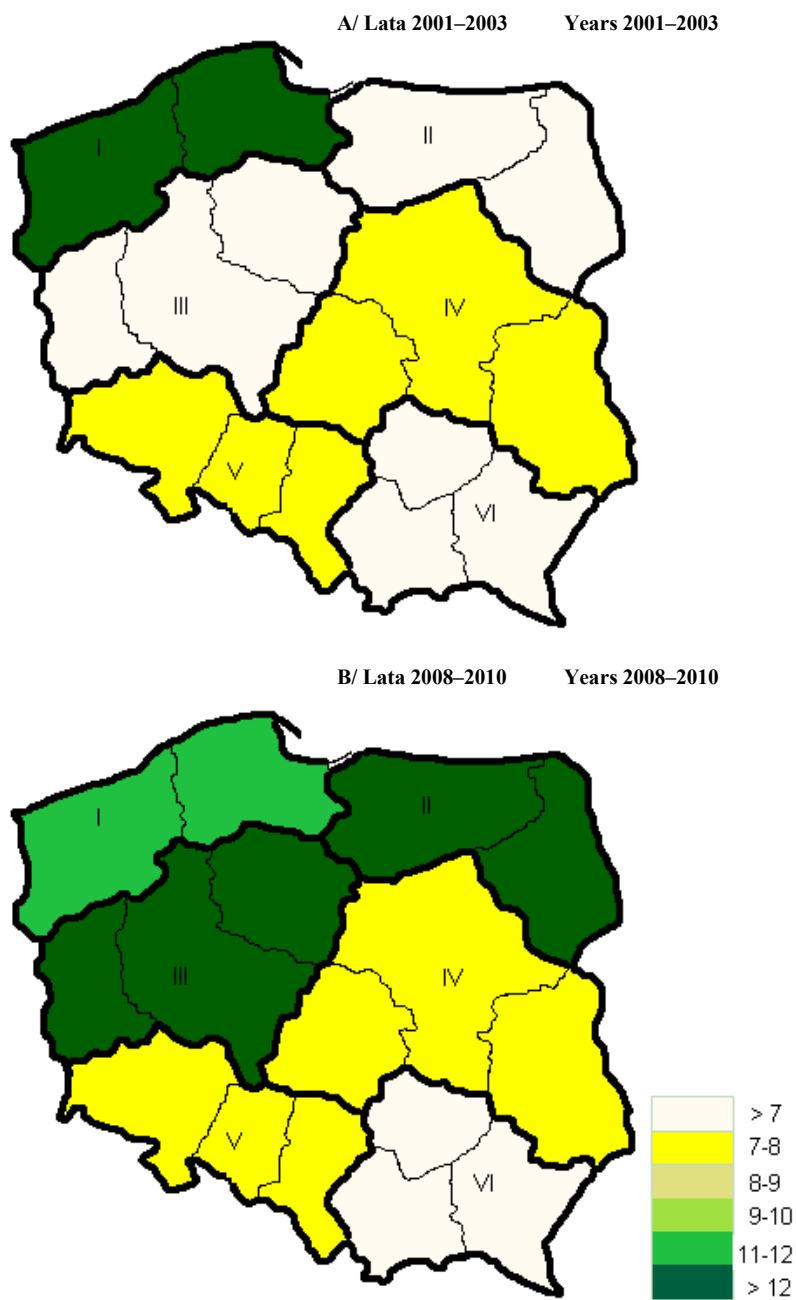 A/ Lata 2001–2003 Years 2001–2003
I
II
III
IV
V
VI
B/ Lata 2008–2010 Years 2008–2010
I
II
III
IV
V
VI
> 7
7-8
8-9
9-10
11-12
> 12